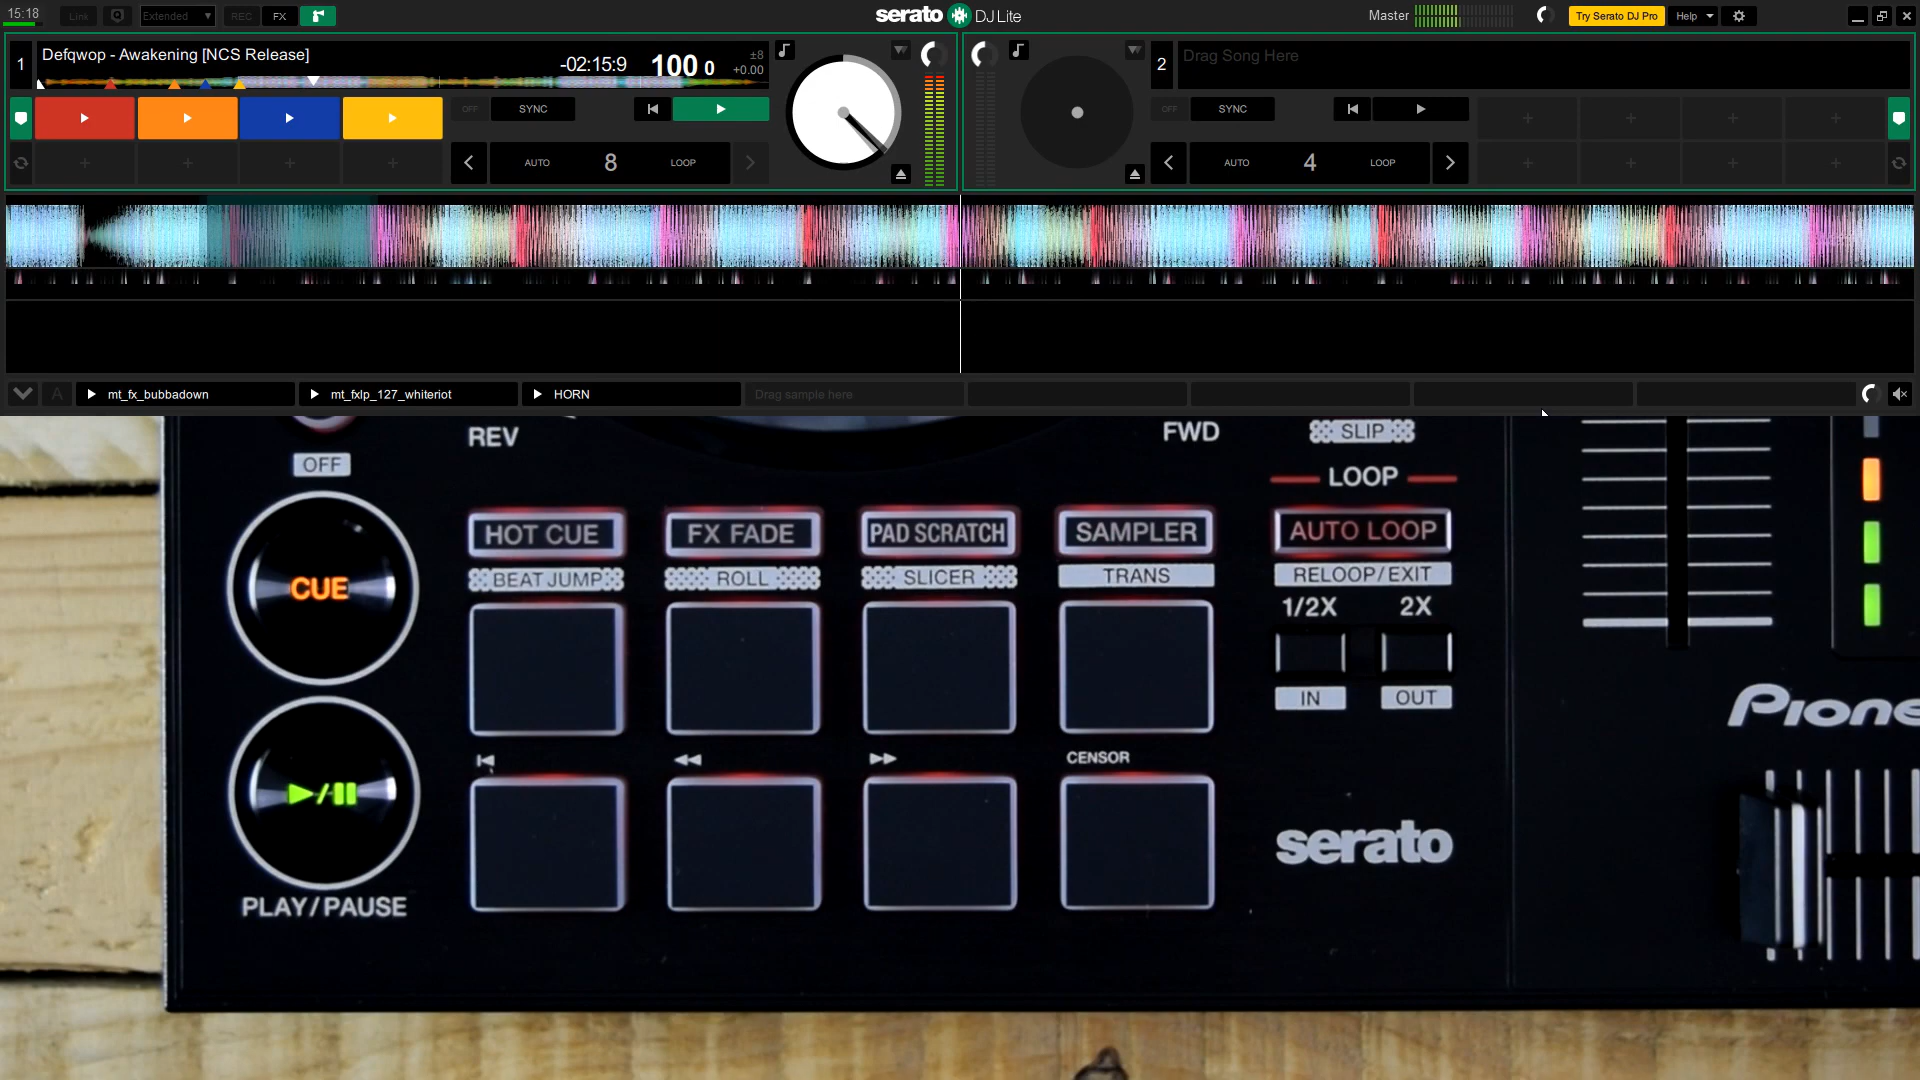 15:18 Link Extended REC FX serato DJ Lite Master Try Serato DJ Pro Help
1 Defqwop - Awakening [NCS Release] -02:15:9 100 0 ±8 +0.00
2 Drag Song Here
OFF SYNC
AUTO 8 LOOP
OFF SYNC
AUTO 4 LOOP
A mt_fx_bubbadown mt_fxlp_127_whiteriot HORN Drag sample here
REV FWD SLIP
OFF
LOOP
HOT CUE FX FADE PAD SCRATCH SAMPLER AUTO LOOP
BEAT JUMP ROLL SLICER TRANS RELOOP/EXIT
CUE
1/2X 2X
IN OUT
Pione
CENSOR
serato
PLAY/PAUSE